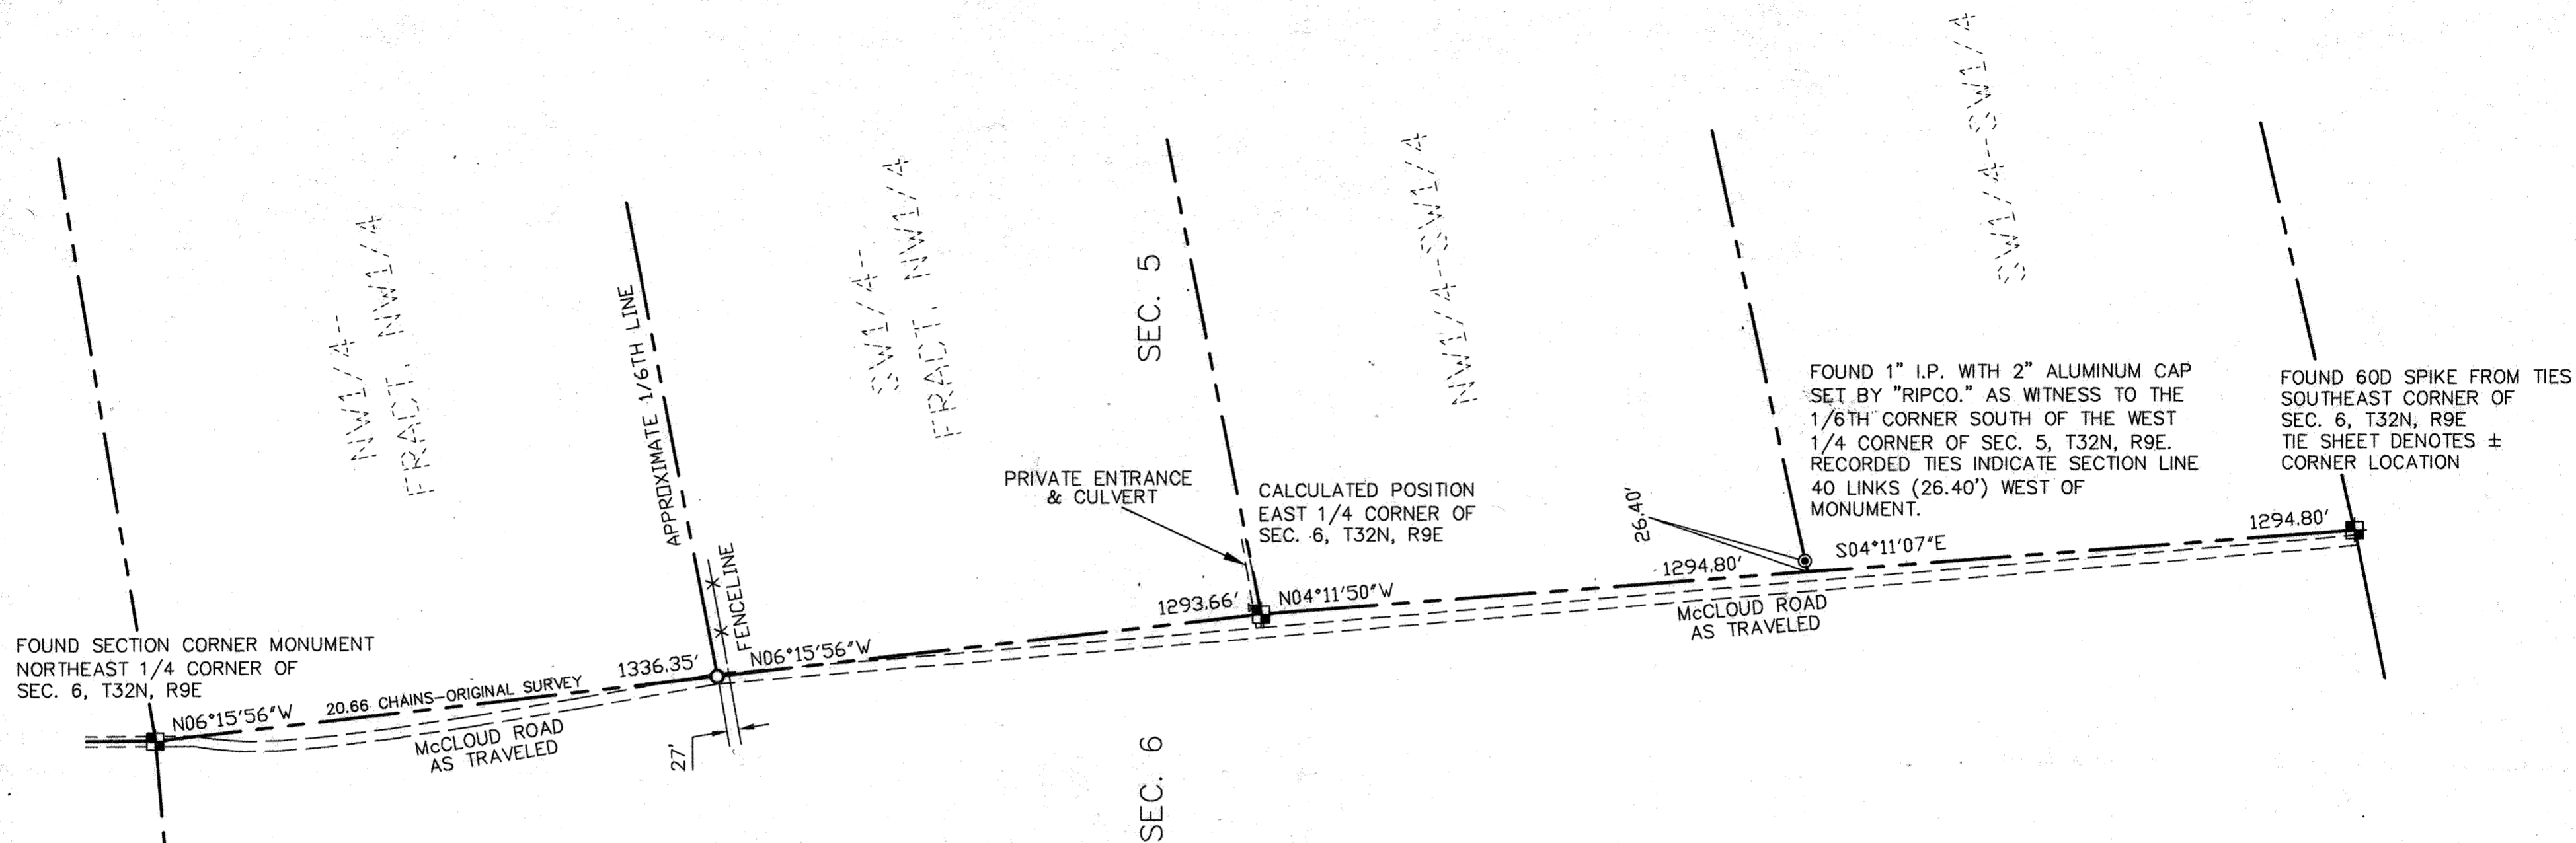 NW1/4-
FRACT. NW1/4
APPROXIMATE 1/6TH LINE
SW1/4-
FRACT. NW1/4
SEC. 5
NW1/4-SW1/4
SW1/4-SW1/4
FOUND SECTION CORNER MONUMENT
NORTHEAST 1/4 CORNER OF
SEC. 6, T32N, R9E
N06°15'56"W
20.66 CHAINS-ORIGINAL SURVEY
McCLOUD ROAD
AS TRAVELED
1336.35'
FENCELINE
27'
N06°15'56"W
PRIVATE ENTRANCE
& CULVERT
1293.66'
CALCULATED POSITION
EAST 1/4 CORNER OF
SEC. 6, T32N, R9E
N04°11'50"W
SEC. 6
26.40'
1294.80'
McCLOUD ROAD
AS TRAVELED
FOUND 1" I.P. WITH 2" ALUMINUM CAP
SET BY "RIPCO." AS WITNESS TO THE
1/6TH CORNER SOUTH OF THE WEST
1/4 CORNER OF SEC. 5, T32N, R9E.
RECORDED TIES INDICATE SECTION LINE
40 LINKS (26.40') WEST OF
MONUMENT.
S04°11'07"E
1294.80'
FOUND 60D SPIKE FROM TIES
SOUTHEAST CORNER OF
SEC. 6, T32N, R9E
TIE SHEET DENOTES ±
CORNER LOCATION